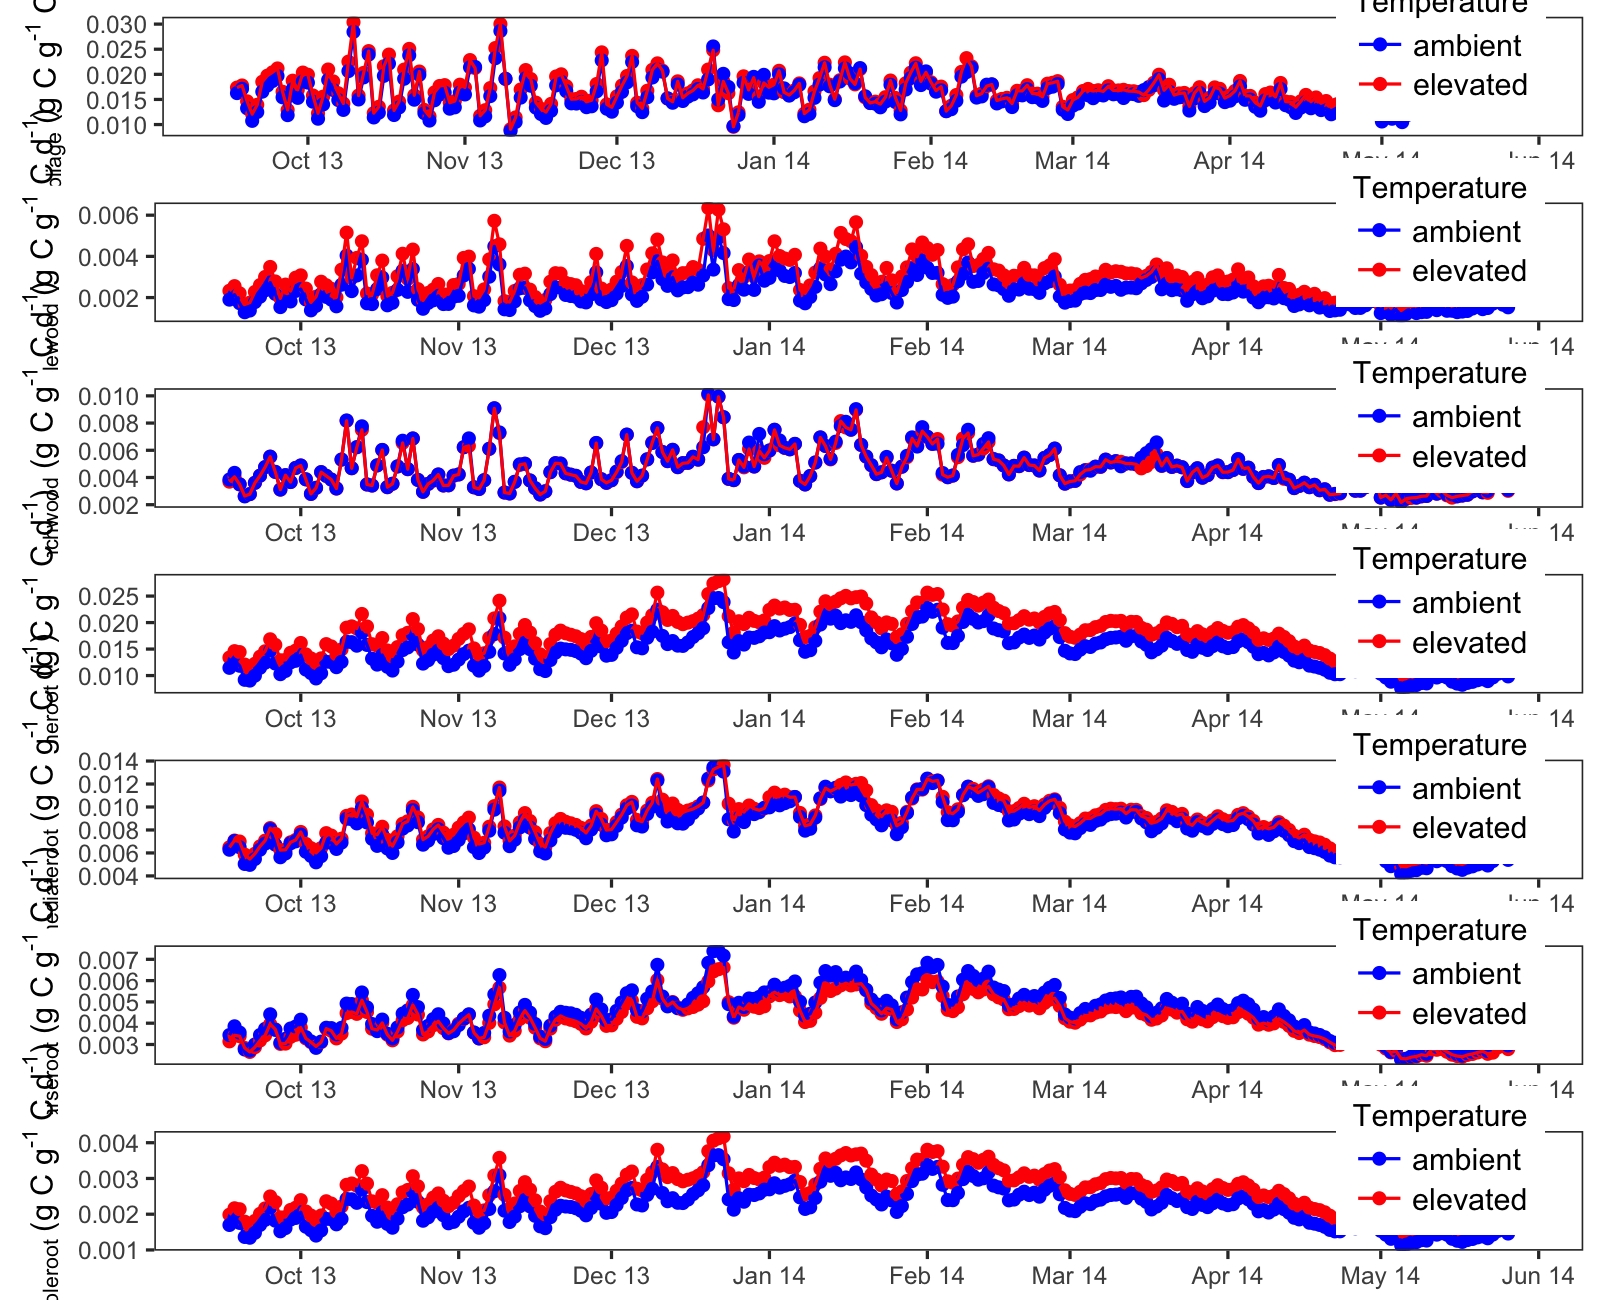 Temperature
ambient
elevated
0.030
0.025
0.020
0.015
0.010
Oct 13 Nov 13 Dec 13 Jan 14 Feb 14 Mar 14 Apr 14
Temperature
ambient
elevated
0.006
0.004
0.002
Oct 13 Nov 13 Dec 13 Jan 14 Feb 14 Mar 14 Apr 14
Temperature
ambient
elevated
0.010
0.008
0.006
0.004
0.002
Oct 13 Nov 13 Dec 13 Jan 14 Feb 14 Mar 14 Apr 14
Temperature
ambient
elevated
0.025
0.020
0.015
0.010
Oct 13 Nov 13 Dec 13 Jan 14 Feb 14 Mar 14 Apr 14
Temperature
ambient
elevated
0.014
0.012
0.010
0.008
0.006
0.004
Oct 13 Nov 13 Dec 13 Jan 14 Feb 14 Mar 14 Apr 14
Temperature
ambient
elevated
0.007
0.006
0.005
0.004
0.003
Oct 13 Nov 13 Dec 13 Jan 14 Feb 14 Mar 14 Apr 14
Temperature
ambient
elevated
0.004
0.003
0.002
0.001
Oct 13 Nov 13 Dec 13 Jan 14 Feb 14 Mar 14 Apr 14 May 14 Jun 14